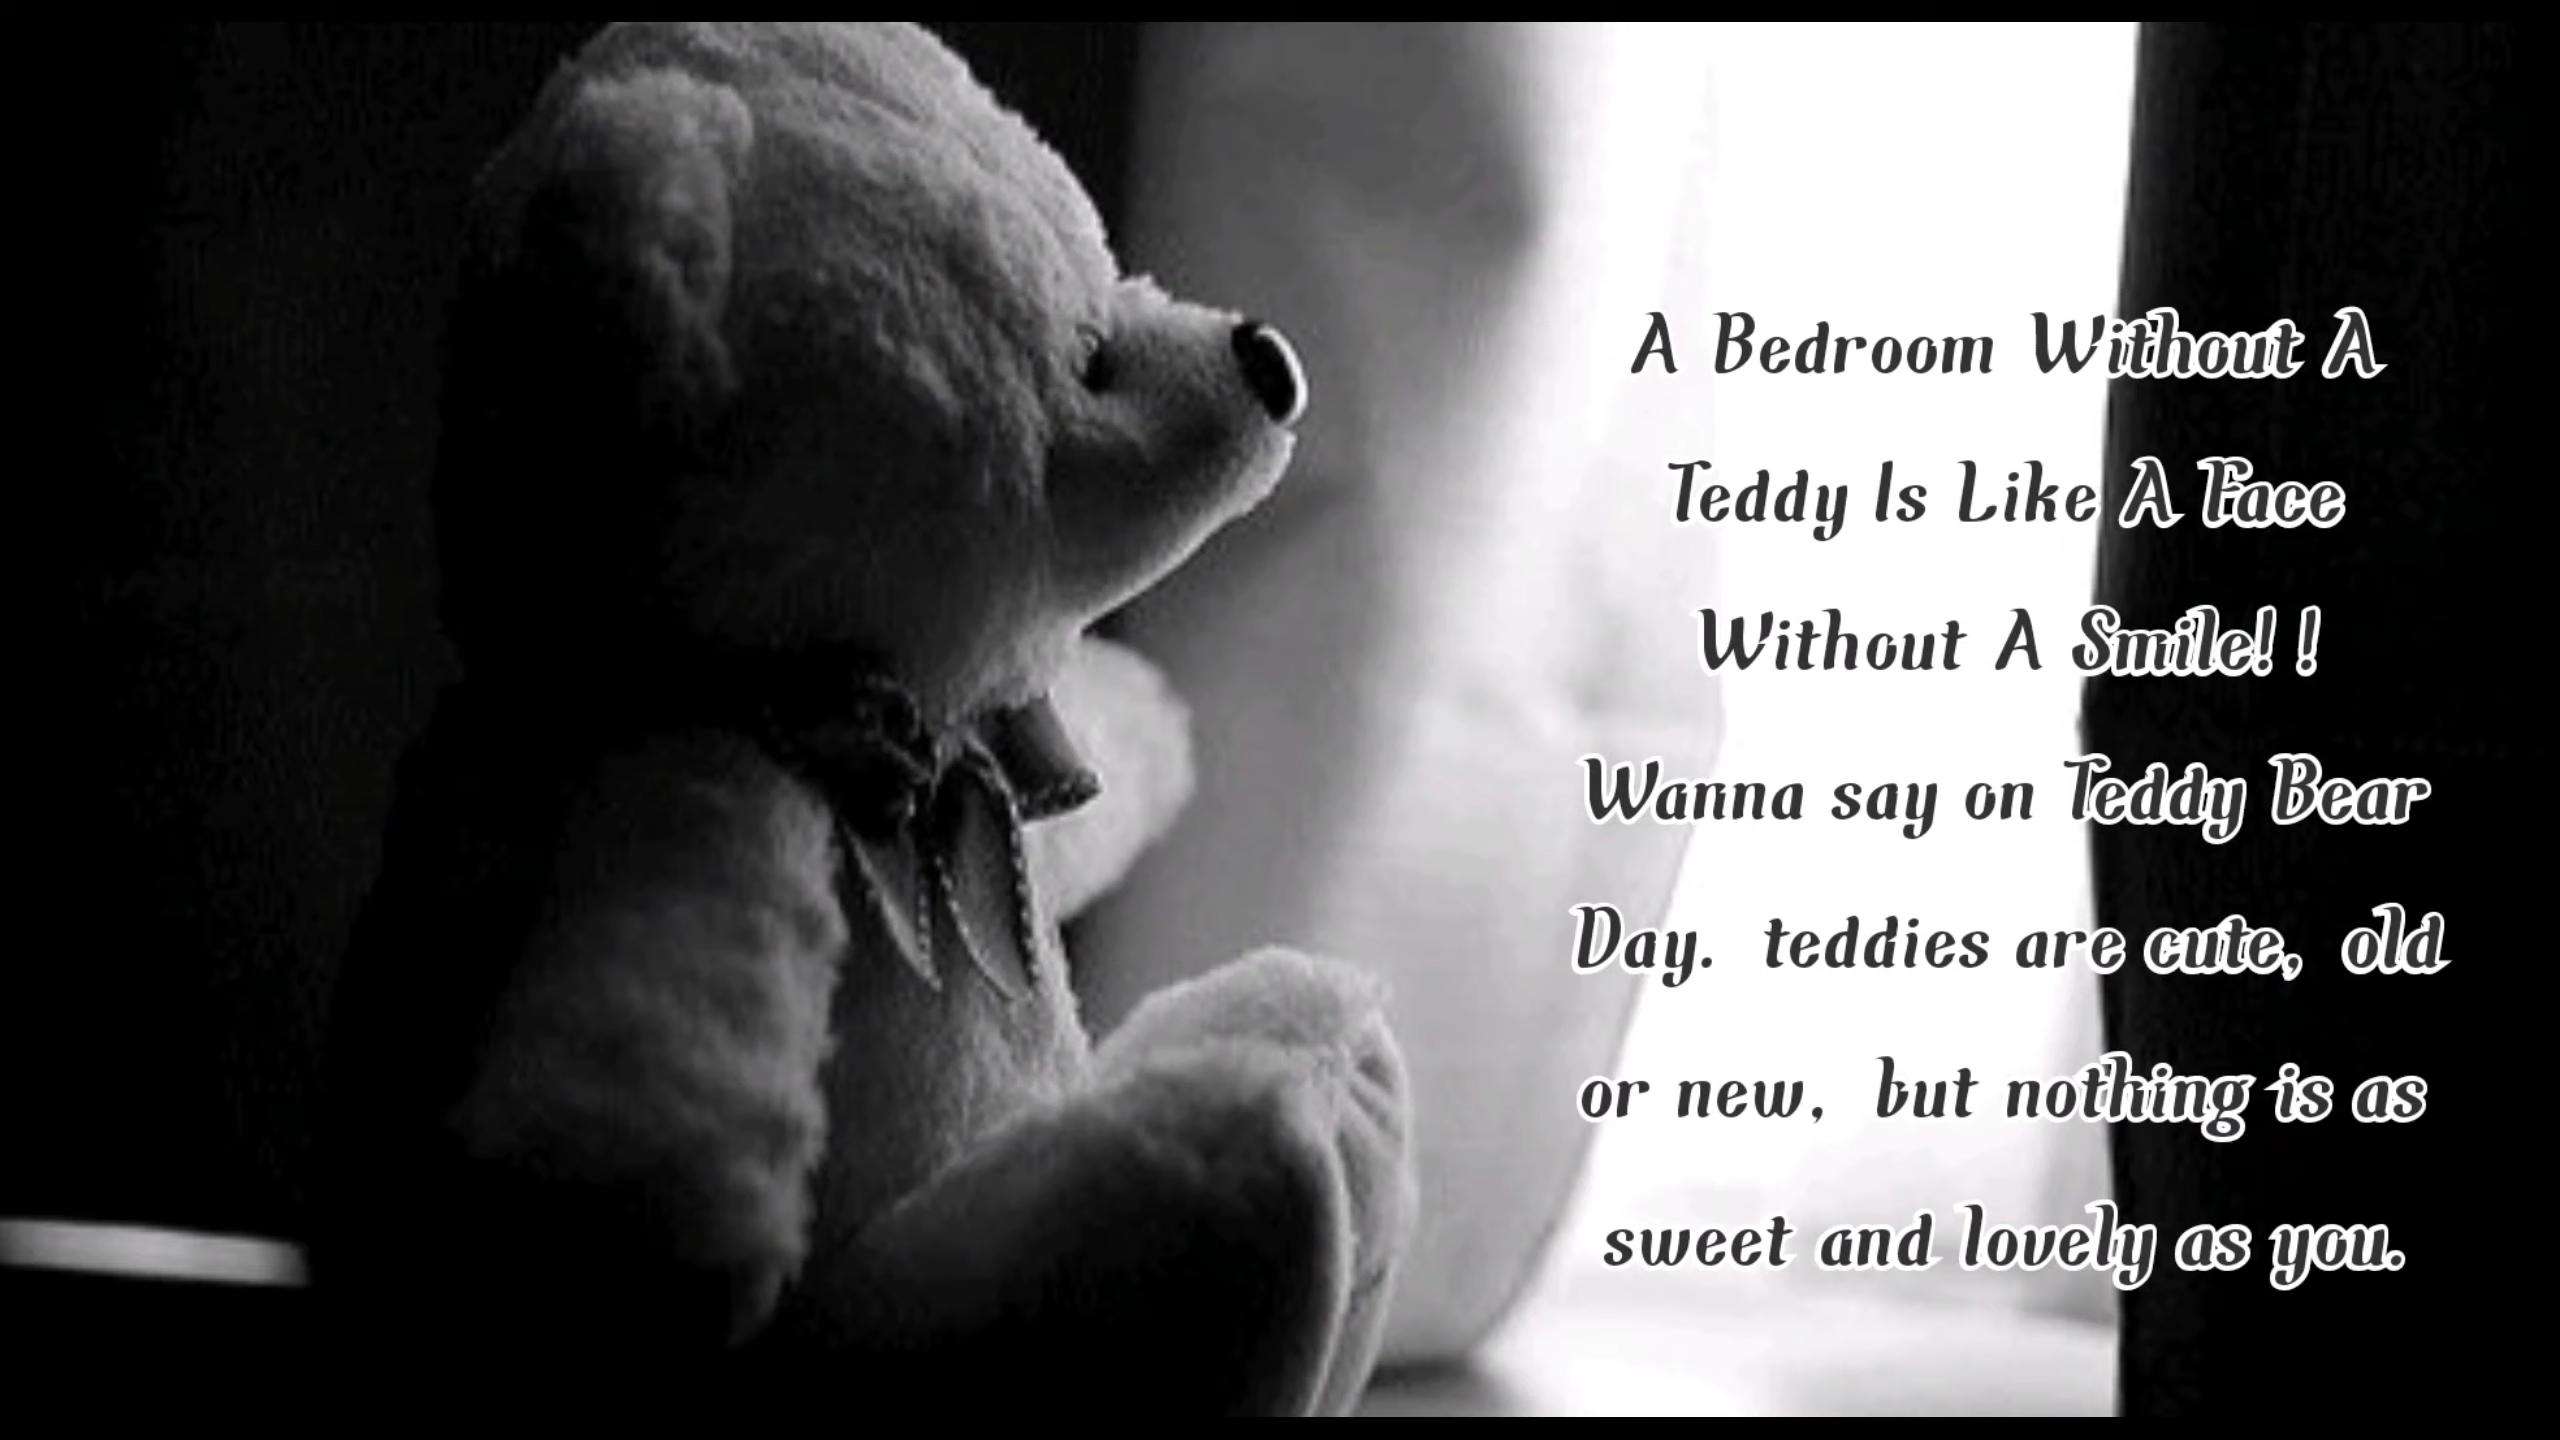 A Bedroom Without A
Teddy Is Like A Face
Without A Smile! !
Wanna say on Teddy Bear
Day. teddies are cute, old
or new, but nothing is as
sweet and lovely as you.